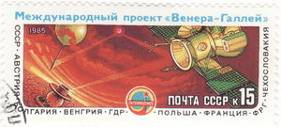 Международный проект «Венера-Галлей»
1985
СССР·АВСТРИЯ
ПОЧТА СССР к 15
БОЛГАРИЯ·ВЕНГРИЯ·ГДР·
ПОЛЬША·ФРАНЦИЯ·ФРГ·ЧЕХОСЛОВАКИЯ